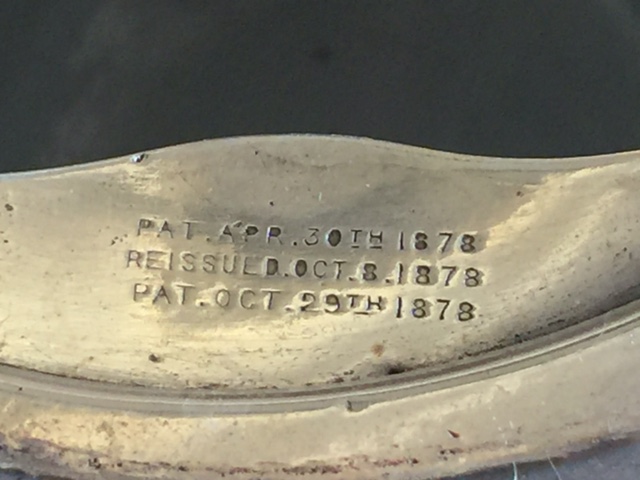 PAT.APR.30TH 1878
REISSUED.OCT.8.1878
PAT.OCT.29TH 1878